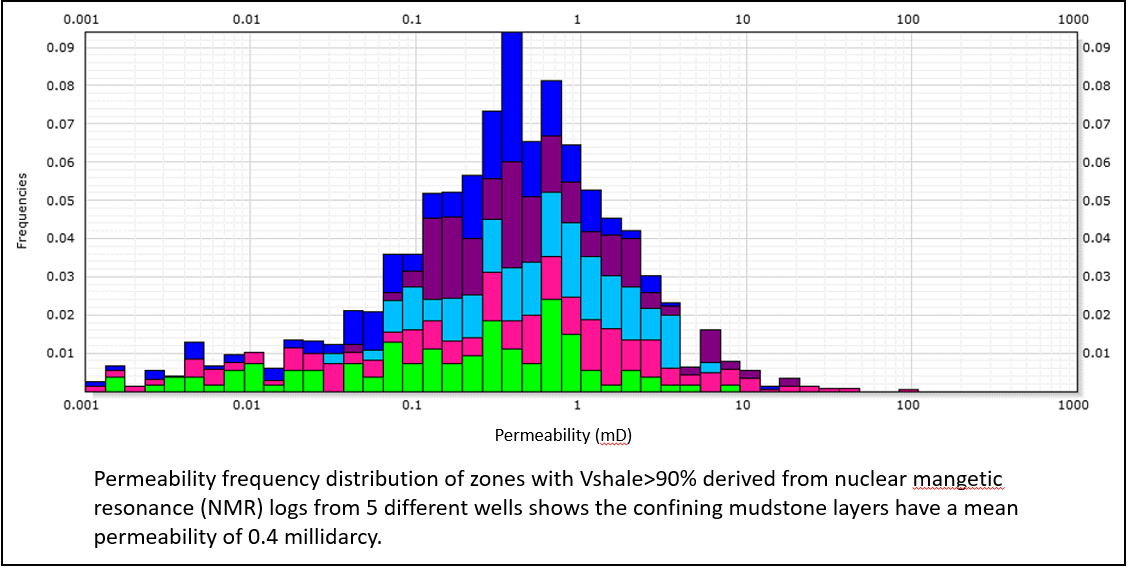 0.001 0.01 0.1 1 10 100 1000
0.09 0.09
0.08 0.08
0.07 0.07
0.06 0.06
0.05 0.05
0.04 0.04
0.03 0.03
0.02 0.02
0.01 0.01
Frequencies
0.001 0.01 0.1 1 10 100 1000
Permeability (mD)
Permeability frequency distribution of zones with Vshale>90% derived from nuclear mangetic
resonance (NMR) logs from 5 different wells shows the confining mudstone layers have a mean
permeability of 0.4 millidarcy.